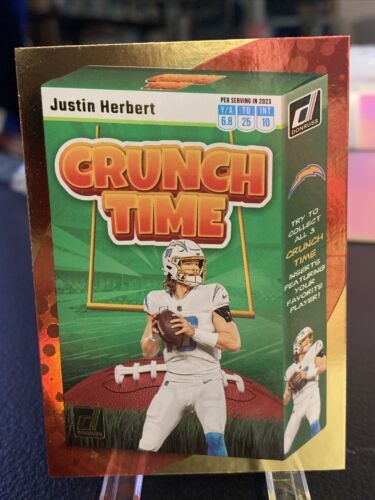 Justin Herbert
PER SERVING IN 2023
Y/A TD INT
6.8 25 10
CRUNCH
TIME
DONRUSS
TRY TO
COLLECT
ALL 3
CRUNCH
TIME
INSERTS
FEATURING
YOUR
FAVORITE
PLAYER!
DONRUSS